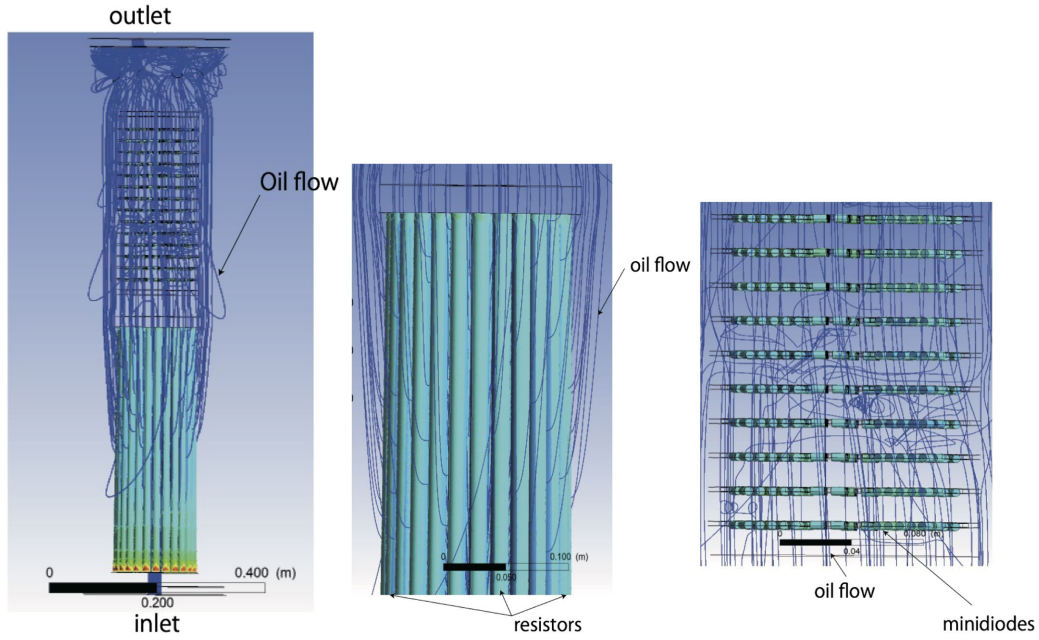 outlet
Oil flow
0
0.400 (m)
0.200
inlet
oil flow
0
0.100 (m)
0.050
resistors
0
0.080 (m)
0.04
oil flow
minidiodes